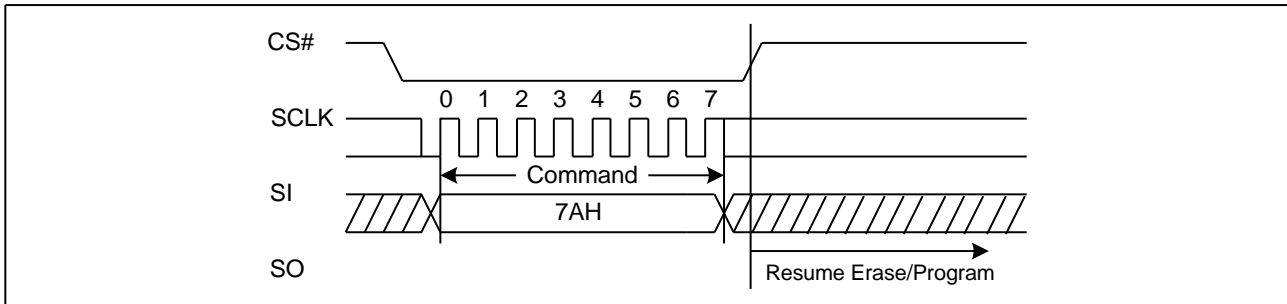 CS#
0 1 2 3 4 5 6 7
SCLK
Command
SI
7AH
SO
Resume Erase/Program